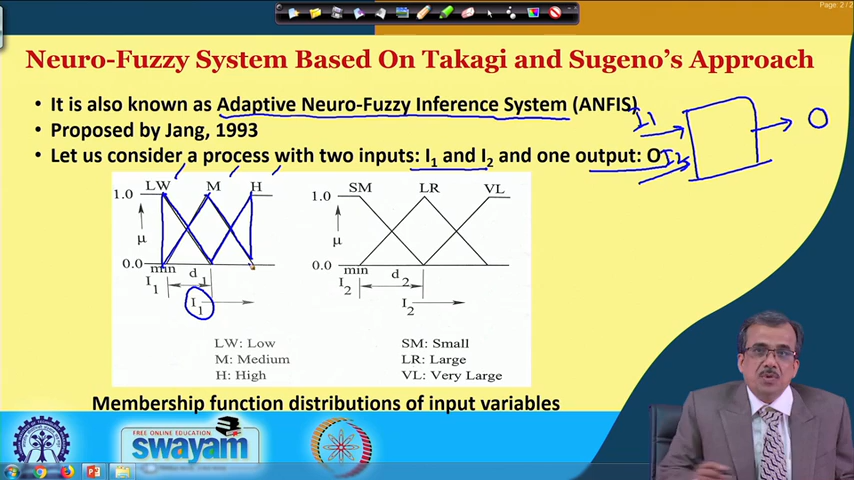 Page: 2 / 2
Neuro-Fuzzy System Based On Takagi and Sugeno's Approach
• It is also known as Adaptive Neuro-Fuzzy Inference System (ANFIS)
• Proposed by Jang, 1993
• Let us consider a process with two inputs: I1 and I2 and one output: O
I1
O
I2
LW M H
1.0
μ
0.0
min d1
I1
I1
SM LR VL
1.0
μ
0.0
min d2
I2
I2
LW: Low
M: Medium
H: High
SM: Small
LR: Large
VL: Very Large
Membership function distributions of input variables
FREE ONLINE EDUCATION
swayam